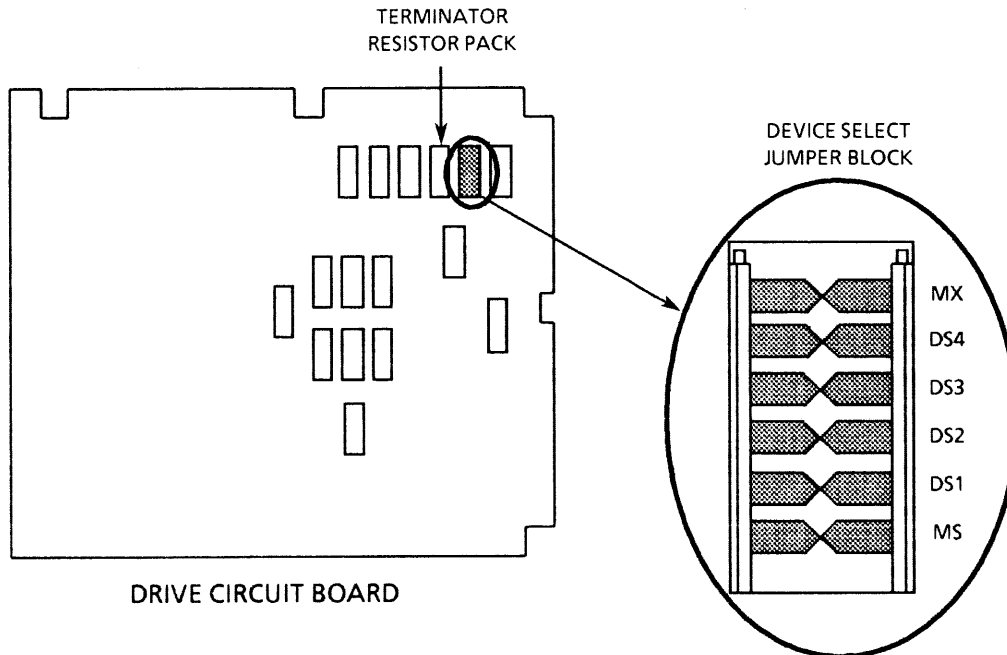 TERMINATOR
RESISTOR PACK
DEVICE SELECT
JUMPER BLOCK
MX
DS4
DS3
DS2
DS1
MS
DRIVE CIRCUIT BOARD